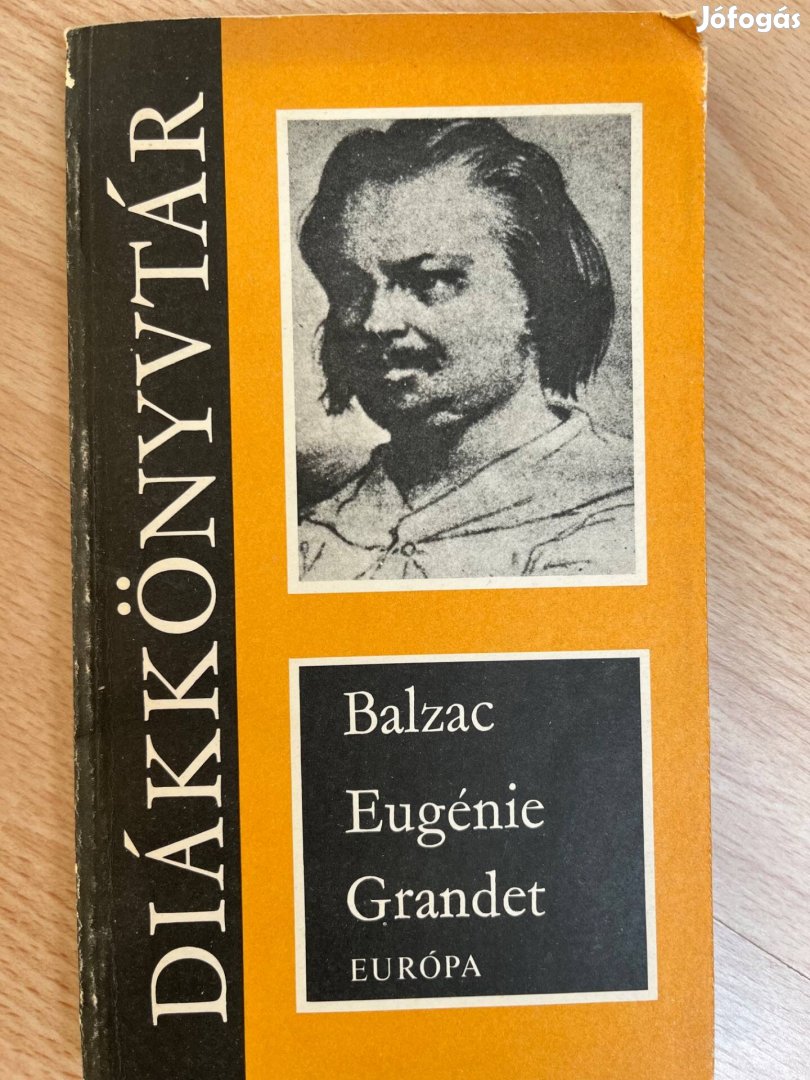 Jófogás
DIÁKKÖNYVTÁR
Balzac
Eugénie
Grandet
EURÓPA